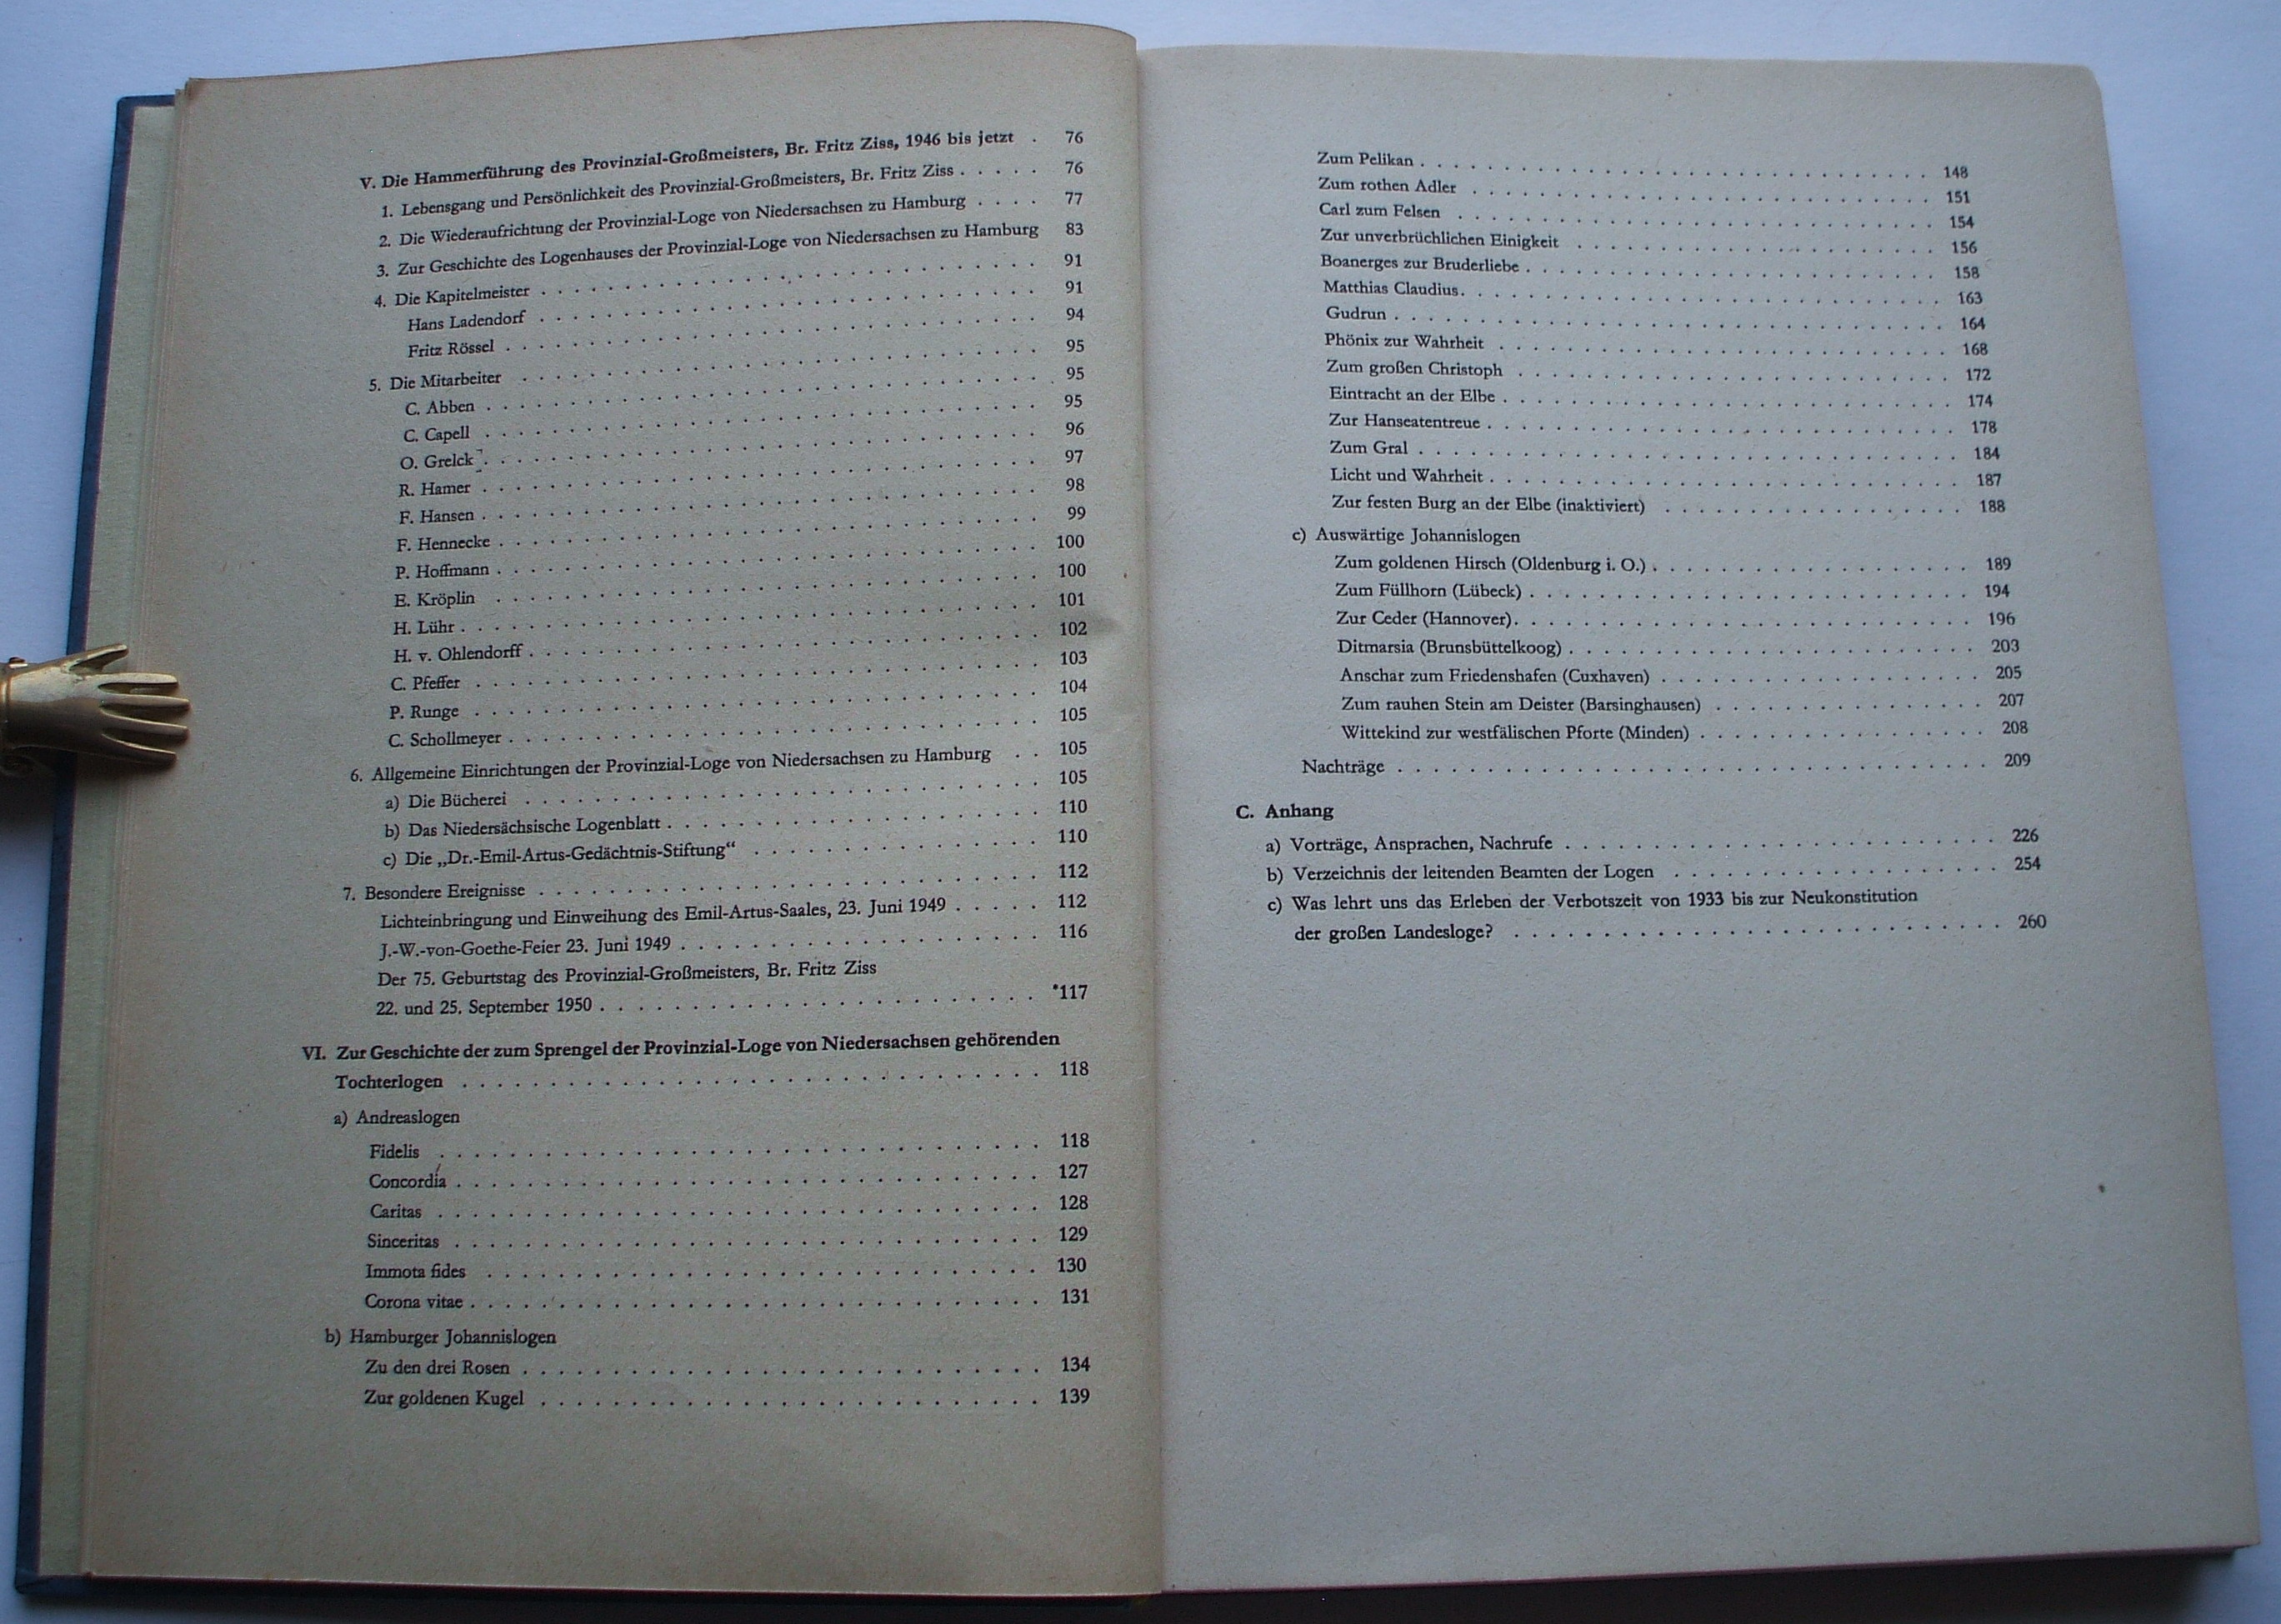 V. Die Hammerführung des Provinzial-Großmeisters, Br. Fritz Ziss, 1946 bis jetzt . 76
1. Lebensgang und Persönlichkeit des Provinzial-Großmeisters, Br. Fritz Ziss . . . . . 76
2. Die Wiederaufrichtung der Provinzial-Loge von Niedersachsen zu Hamburg . . . . 77
3. Zur Geschichte des Logenhauses der Provinzial-Loge von Niedersachsen zu Hamburg 83
4. Die Kapitelmeister . . . . . 91
Hans Ladendorf . . . . . 91
Fritz Rössel . . . . . 94
5. Die Mitarbeiter . . . . . 95
C. Abben . . . . . 95
C. Capell . . . . . 95
O. Grelck . . . . . 96
R. Hamer . . . . . 97
F. Hansen . . . . . 98
F. Hennecke . . . . . 99
P. Hoffmann . . . . . 100
E. Kröplin . . . . . 100
H. Lühr . . . . . 101
H. v. Ohlendorff . . . . . 102
C. Pfeffer . . . . . 103
P. Runge . . . . . 104
C. Schollmeyer . . . . . 105
6. Allgemeine Einrichtungen der Provinzial-Loge von Niedersachsen zu Hamburg . . 105
a) Die Bücherei . . . . . 105
b) Das Niedersächsische Logenblatt . . . . . 110
c) Die „Dr.-Emil-Artus-Gedächtnis-Stiftung“ . . . . . 110
7. Besondere Ereignisse . . . . . 112
Lichteinbringung und Einweihung des Emil-Artus-Saales, 23. Juni 1949 . . . . . 112
J.-W.-von-Goethe-Feier 23. Juni 1949 . . . . . 116
Der 75. Geburtstag des Provinzial-Großmeisters, Br. Fritz Ziss
22. und 25. September 1950 . . . . . 117
VI. Zur Geschichte der zum Sprengel der Provinzial-Loge von Niedersachsen gehörenden
Tochterlogen . . . . . 118
a) Andreaslogen
Fidelis . . . . . 118
Concordia . . . . . 127
Caritas . . . . . 128
Sinceritas . . . . . 129
Immota fides . . . . . 130
Corona vitae . . . . . 131
b) Hamburger Johannislogen
Zu den drei Rosen . . . . . 134
Zur goldenen Kugel . . . . . 139
Zum Pelikan . . . . . 148
Zum rothen Adler . . . . . 151
Carl zum Felsen . . . . . 154
Zur unverbrüchlichen Einigkeit . . . . . 156
Boanerges zur Bruderliebe . . . . . 158
Matthias Claudius . . . . . 163
Gudrun . . . . . 164
Phönix zur Wahrheit . . . . . 168
Zum großen Christoph . . . . . 172
Eintracht an der Elbe . . . . . 174
Zur Hanseatentreue . . . . . 178
Zum Gral . . . . . 184
Licht und Wahrheit . . . . . 187
Zur festen Burg an der Elbe (inaktiviert) . . . . . 188
c) Auswärtige Johannislogen
Zum goldenen Hirsch (Oldenburg i. O.) . . . . . 189
Zum Füllhorn (Lübeck) . . . . . 194
Zur Ceder (Hannover) . . . . . 196
Ditmarsia (Brunsbüttelkoog) . . . . . 203
Anschar zum Friedenshafen (Cuxhaven) . . . . . 205
Zum rauhen Stein am Deister (Barsinghausen) . . . . . 207
Wittekind zur westfälischen Pforte (Minden) . . . . . 208
Nachträge . . . . . 209
C. Anhang
a) Vorträge, Ansprachen, Nachrufe . . . . . 226
b) Verzeichnis der leitenden Beamten der Logen . . . . . 254
c) Was lehrt uns das Erleben der Verbotszeit von 1933 bis zur Neukonstitution
der großen Landesloge? . . . . . 260